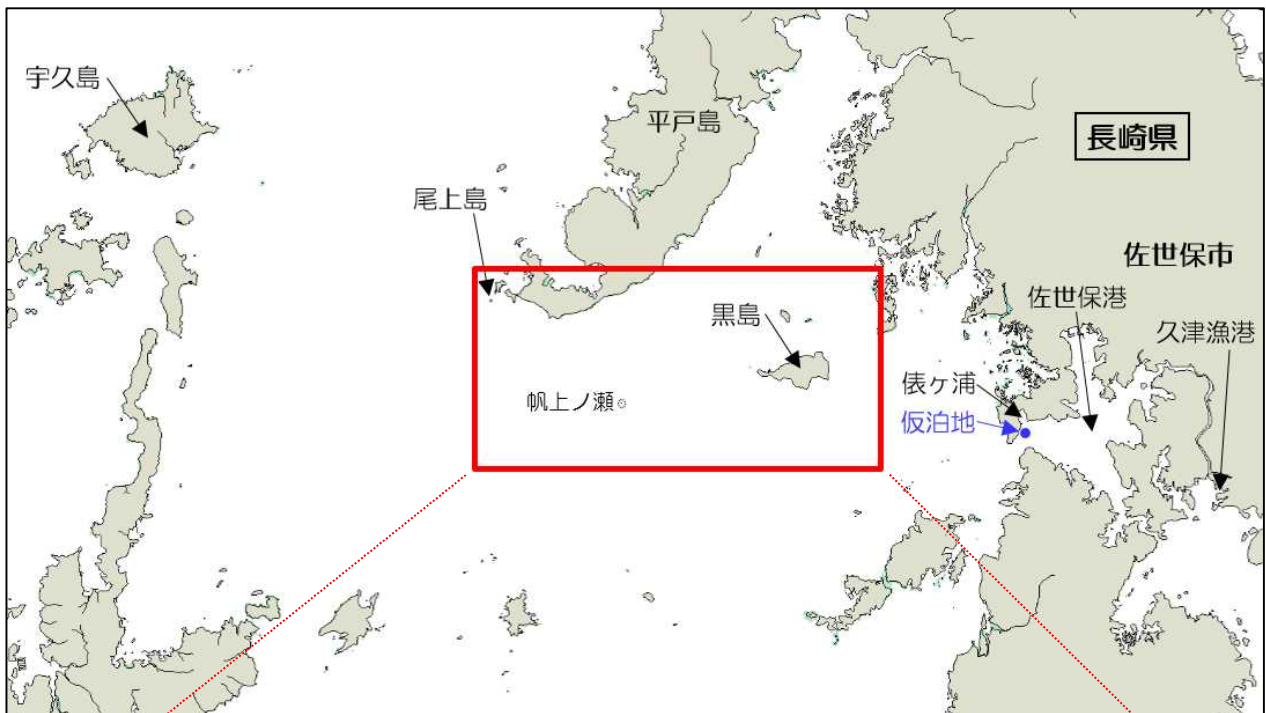 宇久島
平戸島
長崎県
尾上島
佐世保市
佐世保港
黒島
久津漁港
俵ヶ浦
帆上ノ瀬
仮泊地